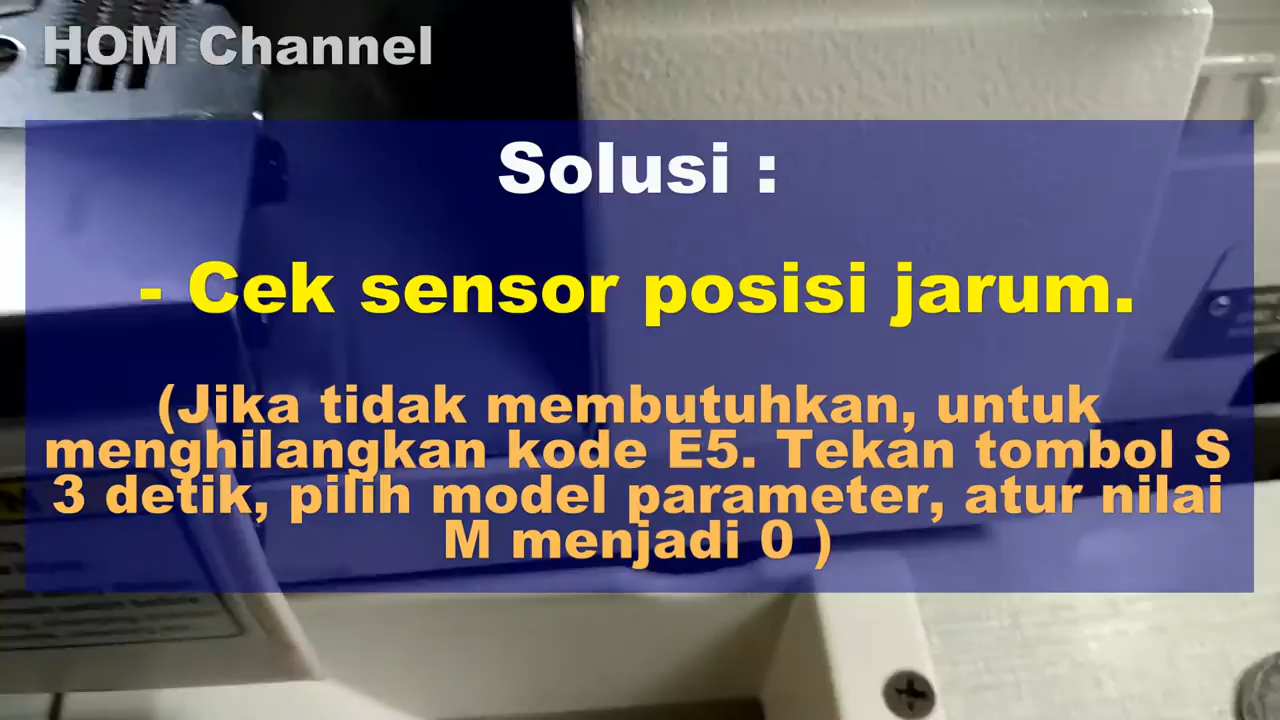 HOM Channel
Solusi :
- Cek sensor posisi jarum.
(Jika tidak membutuhkan, untuk
menghilangkan kode E5. Tekan tombol S
3 detik, pilih model parameter, atur nilai
M menjadi 0 )